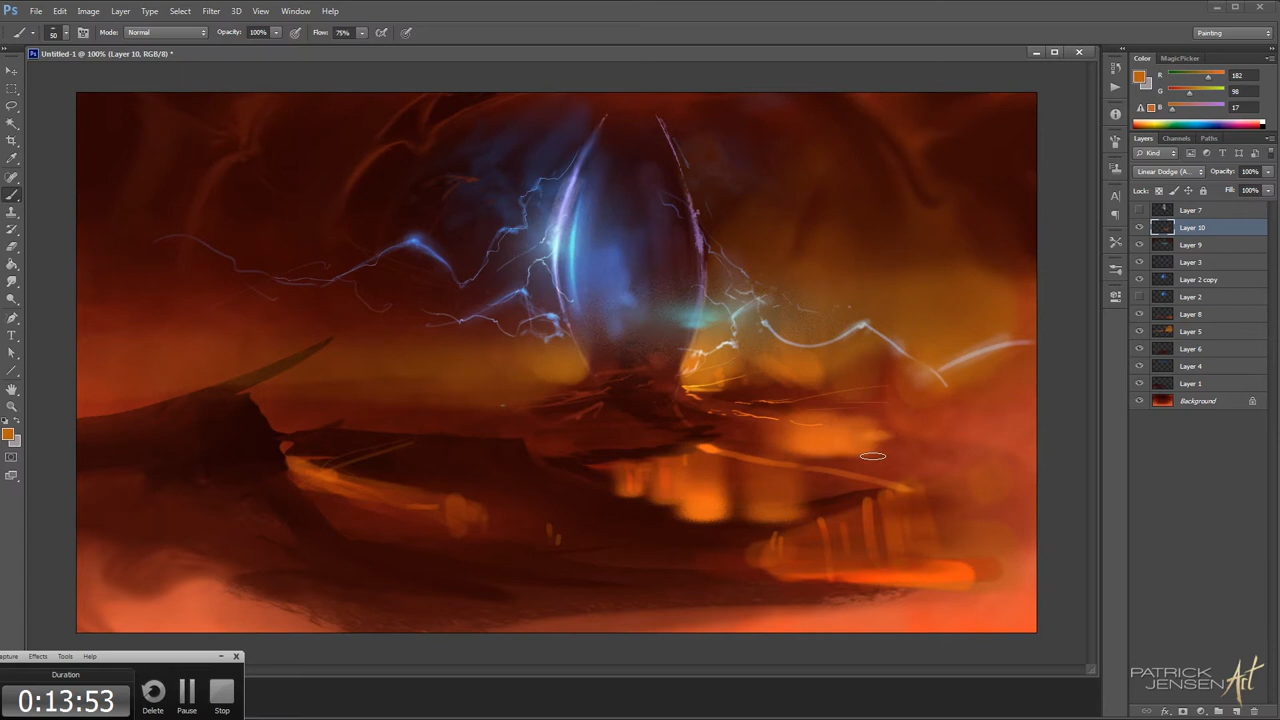 Ps File Edit Image Layer Type Select Filter 3D View Window Help
50 Mode: Normal Opacity: 100% Flow: 75% Painting
Untitled-1 @ 100% (Layer 10, RGB/8) *
Color MagicPicker
R 182
G 98
B 17
Layers Channels Paths
Kind
Linear Dodge (A... Opacity: 100%
Lock: Fill: 100%
Layer 7
Layer 10
Layer 9
Layer 3
Layer 2 copy
Layer 2
Layer 8
Layer 5
Layer 6
Layer 4
Layer 1
Background
apture Effects Tools Help
Duration
0:13:53
Delete Pause Stop
PATRICK
JENSEN Art